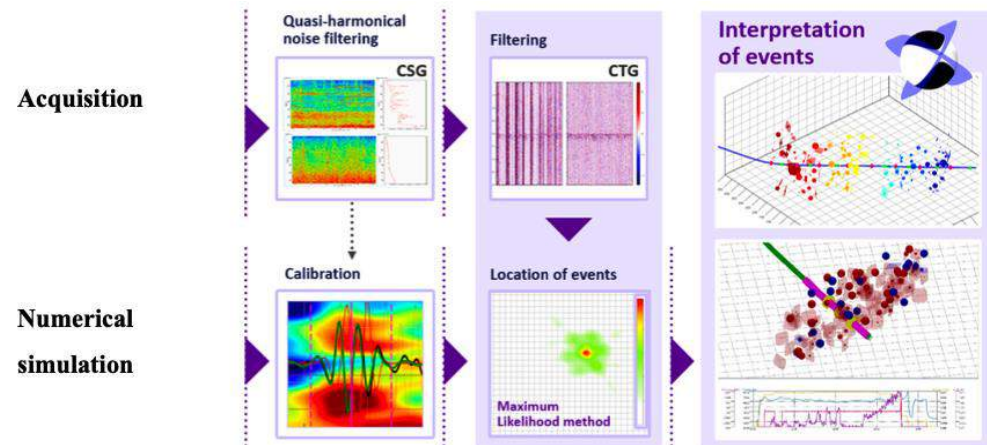 Quasi-harmonical
noise filtering
Filtering
Interpretation
of events
CSG
CTG
Acquisition
Calibration
Location of events
Numerical
simulation
Maximum
Likelihood method